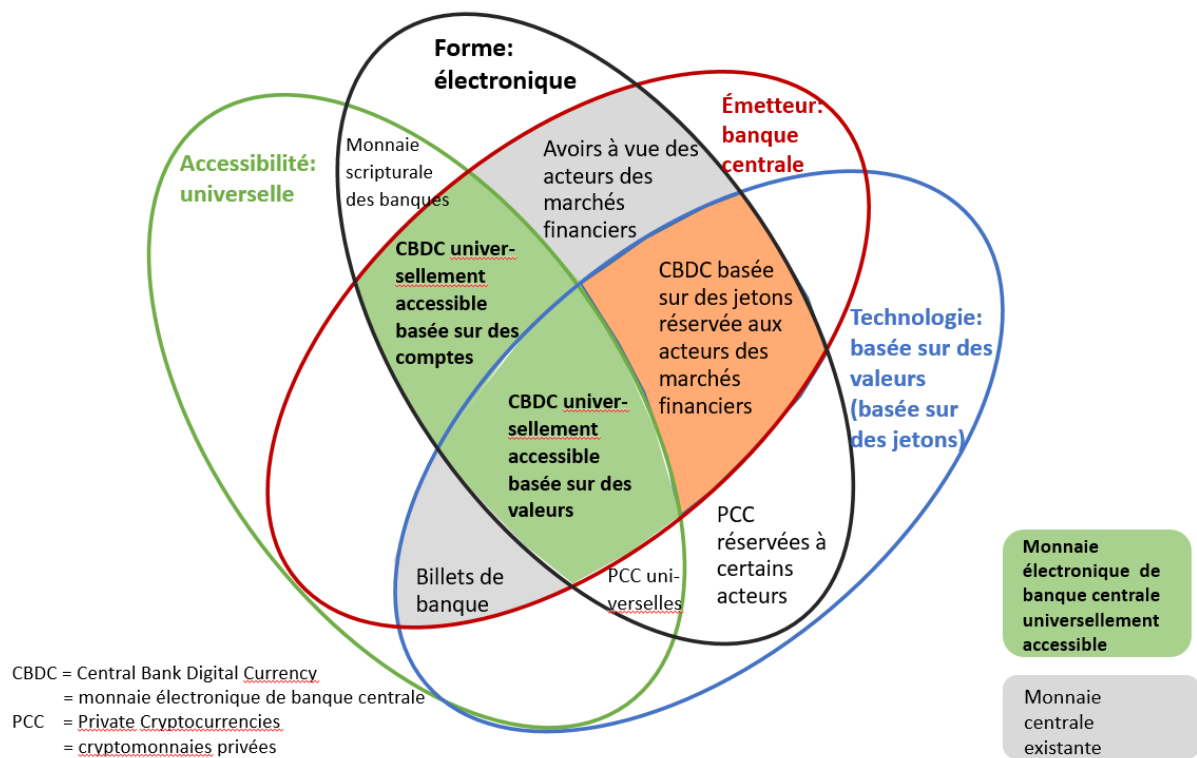 Forme:
électronique
Émetteur:
banque
centrale
Accessibilité:
universelle
Monnaie
scripturale
des banques
Avoirs à vue des
acteurs des
marchés
financiers
CBDC univer-
sellement
accessible
basée sur des
comptes
CBDC basée
sur des jetons
réservée aux
acteurs des
marchés
financiers
Technologie:
basée sur des
valeurs
(basée sur
des jetons)
CBDC univer-
sellement
accessible
basée sur des
valeurs
PCC
réservées à
certains
acteurs
Billets de
banque
PCC uni-
verselles
Monnaie
électronique de
banque centrale
universellement
accessible
CBDC = Central Bank Digital Currency
= monnaie électronique de banque centrale
PCC = Private Cryptocurrencies
= cryptomonnaies privées
Monnaie
centrale
existante